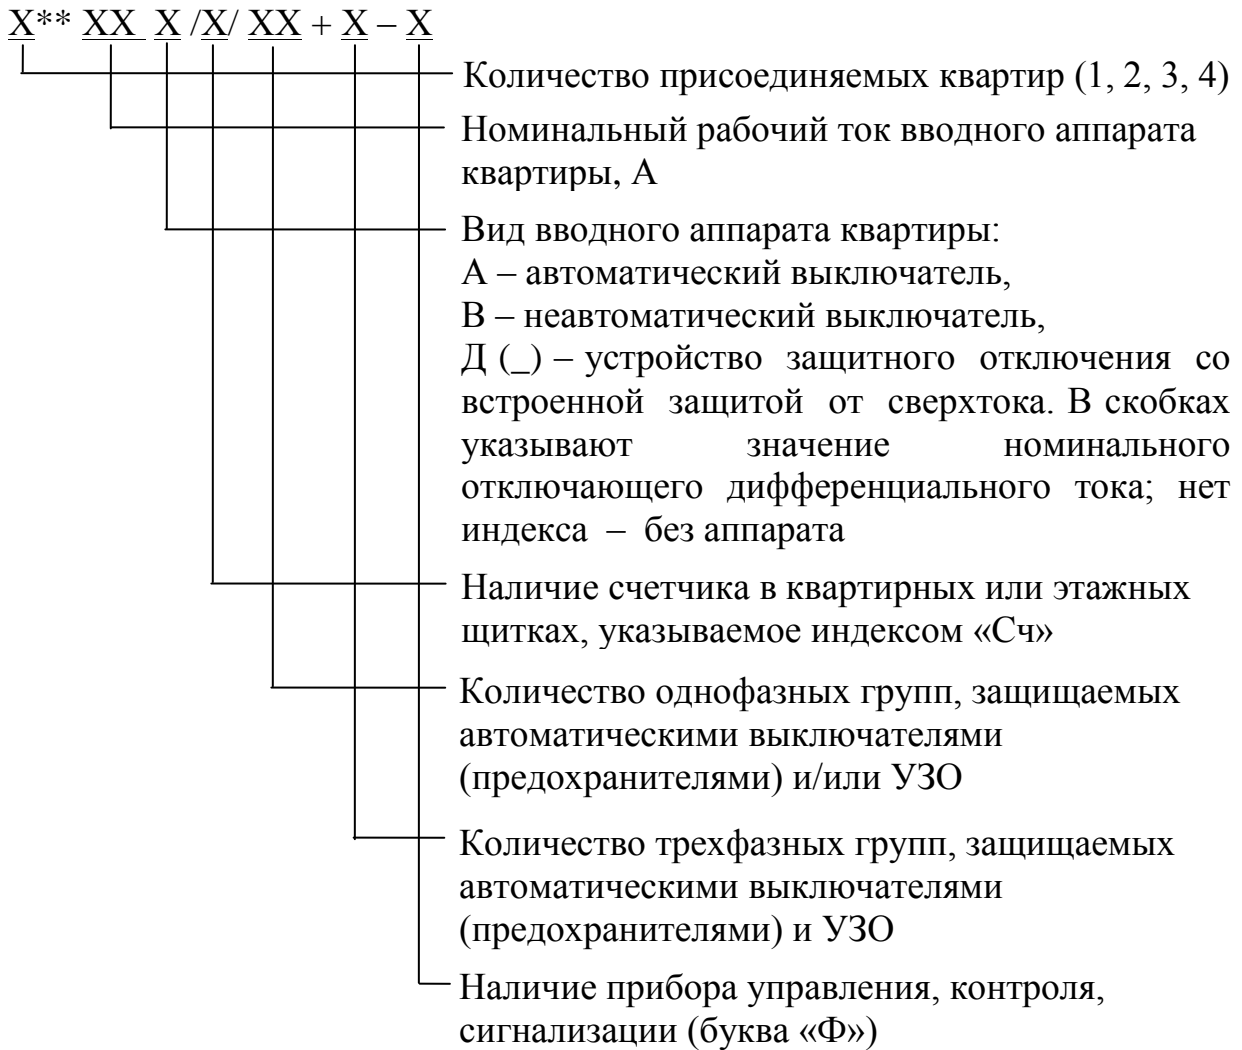 X** XX X /X/ XX + X – X
Количество присоединяемых квартир (1, 2, 3, 4)
Номинальный рабочий ток вводного аппарата
квартиры, А
Вид вводного аппарата квартиры:
А – автоматический выключатель,
В – неавтоматический выключатель,
Д (_) – устройство защитного отключения со
встроенной защитой от сверхтока. В скобках
указывают значение номинального
отключающего дифференциального тока; нет
индекса – без аппарата
Наличие счетчика в квартирных или этажных
щитках, указываемое индексом «Сч»
Количество однофазных групп, защищаемых
автоматическими выключателями
(предохранителями) и/или УЗО
Количество трехфазных групп, защищаемых
автоматическими выключателями
(предохранителями) и УЗО
Наличие прибора управления, контроля,
сигнализации (буква «Ф»)